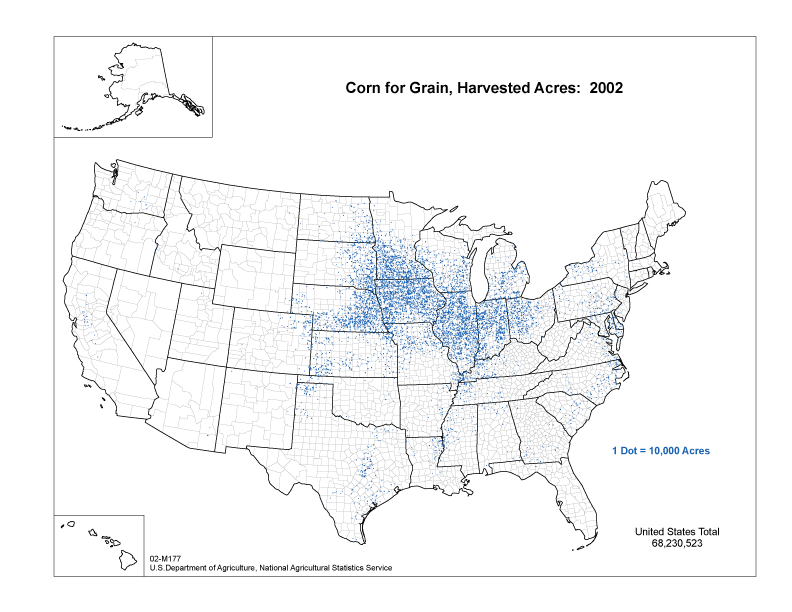 Corn for Grain, Harvested Acres: 2002
1 Dot = 10,000 Acres
United States Total
68,230,523
02-M177
U.S.Department of Agriculture, National Agricultural Statistics Service